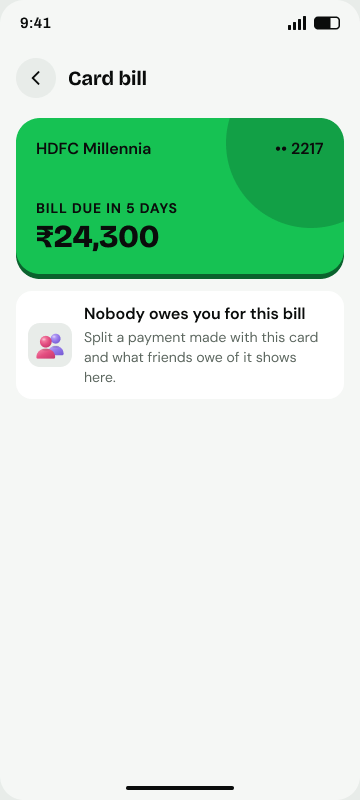 9:41
Card bill
HDFC Millennia
•• 2217
BILL DUE IN 5 DAYS
₹24,300
Nobody owes you for this bill
Split a payment made with this card
and what friends owe of it shows
here.